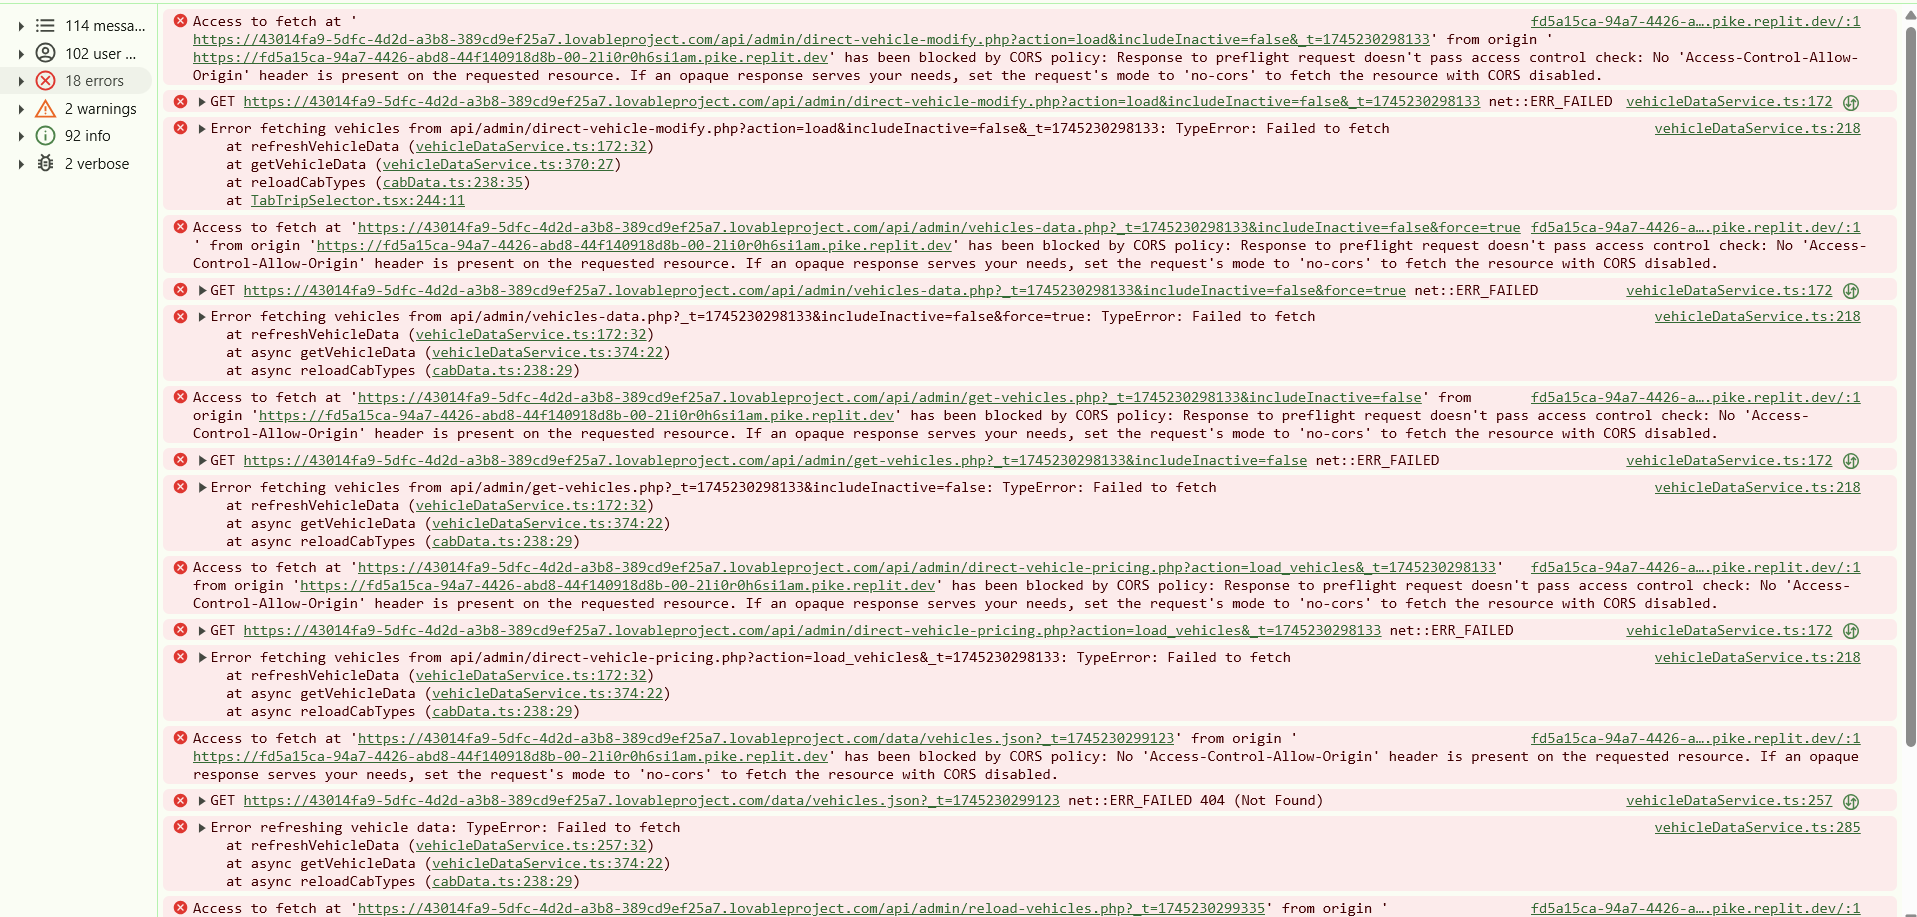 114 messa...
102 user ...
18 errors
2 warnings
92 info
2 verbose
Access to fetch at ' fd5a15ca-94a7-4426-a….pike.replit.dev/:1
https://43014fa9-5dfc-4d2d-a3b8-389cd9ef25a7.lovableproject.com/api/admin/direct-vehicle-modify.php?action=load&includeInactive=false&_t=1745230298133' from origin '
https://fd5a15ca-94a7-4426-abd8-44f140918d8b-00-2li0r0h6si1am.pike.replit.dev' has been blocked by CORS policy: Response to preflight request doesn't pass access control check: No 'Access-Control-Allow-
Origin' header is present on the requested resource. If an opaque response serves your needs, set the request's mode to 'no-cors' to fetch the resource with CORS disabled.
GET https://43014fa9-5dfc-4d2d-a3b8-389cd9ef25a7.lovableproject.com/api/admin/direct-vehicle-modify.php?action=load&includeInactive=false&_t=1745230298133 net::ERR_FAILED vehicleDataService.ts:172
Error fetching vehicles from api/admin/direct-vehicle-modify.php?action=load&includeInactive=false&_t=1745230298133: TypeError: Failed to fetch vehicleDataService.ts:218
at refreshVehicleData (vehicleDataService.ts:172:32)
at getVehicleData (vehicleDataService.ts:370:27)
at reloadCabTypes (cabData.ts:238:35)
at TabTripSelector.tsx:244:11
Access to fetch at 'https://43014fa9-5dfc-4d2d-a3b8-389cd9ef25a7.lovableproject.com/api/admin/vehicles-data.php?_t=1745230298133&includeInactive=false&force=true fd5a15ca-94a7-4426-a….pike.replit.dev/:1
' from origin 'https://fd5a15ca-94a7-4426-abd8-44f140918d8b-00-2li0r0h6si1am.pike.replit.dev' has been blocked by CORS policy: Response to preflight request doesn't pass access control check: No 'Access-
Control-Allow-Origin' header is present on the requested resource. If an opaque response serves your needs, set the request's mode to 'no-cors' to fetch the resource with CORS disabled.
GET https://43014fa9-5dfc-4d2d-a3b8-389cd9ef25a7.lovableproject.com/api/admin/vehicles-data.php?_t=1745230298133&includeInactive=false&force=true net::ERR_FAILED vehicleDataService.ts:172
Error fetching vehicles from api/admin/vehicles-data.php?_t=1745230298133&includeInactive=false&force=true: TypeError: Failed to fetch vehicleDataService.ts:218
at refreshVehicleData (vehicleDataService.ts:172:32)
at async getVehicleData (vehicleDataService.ts:374:22)
at async reloadCabTypes (cabData.ts:238:29)
Access to fetch at 'https://43014fa9-5dfc-4d2d-a3b8-389cd9ef25a7.lovableproject.com/api/admin/get-vehicles.php?_t=1745230298133&includeInactive=false' from fd5a15ca-94a7-4426-a….pike.replit.dev/:1
origin 'https://fd5a15ca-94a7-4426-abd8-44f140918d8b-00-2li0r0h6si1am.pike.replit.dev' has been blocked by CORS policy: Response to preflight request doesn't pass access control check: No 'Access-
Control-Allow-Origin' header is present on the requested resource. If an opaque response serves your needs, set the request's mode to 'no-cors' to fetch the resource with CORS disabled.
GET https://43014fa9-5dfc-4d2d-a3b8-389cd9ef25a7.lovableproject.com/api/admin/get-vehicles.php?_t=1745230298133&includeInactive=false net::ERR_FAILED vehicleDataService.ts:172
Error fetching vehicles from api/admin/get-vehicles.php?_t=1745230298133&includeInactive=false: TypeError: Failed to fetch vehicleDataService.ts:218
at refreshVehicleData (vehicleDataService.ts:172:32)
at async getVehicleData (vehicleDataService.ts:374:22)
at async reloadCabTypes (cabData.ts:238:29)
Access to fetch at 'https://43014fa9-5dfc-4d2d-a3b8-389cd9ef25a7.lovableproject.com/api/admin/direct-vehicle-pricing.php?action=load_vehicles&_t=1745230298133' fd5a15ca-94a7-4426-a….pike.replit.dev/:1
from origin 'https://fd5a15ca-94a7-4426-abd8-44f140918d8b-00-2li0r0h6si1am.pike.replit.dev' has been blocked by CORS policy: Response to preflight request doesn't pass access control check: No 'Access-
Control-Allow-Origin' header is present on the requested resource. If an opaque response serves your needs, set the request's mode to 'no-cors' to fetch the resource with CORS disabled.
GET https://43014fa9-5dfc-4d2d-a3b8-389cd9ef25a7.lovableproject.com/api/admin/direct-vehicle-pricing.php?action=load_vehicles&_t=1745230298133 net::ERR_FAILED vehicleDataService.ts:172
Error fetching vehicles from api/admin/direct-vehicle-pricing.php?action=load_vehicles&_t=1745230298133: TypeError: Failed to fetch vehicleDataService.ts:218
at refreshVehicleData (vehicleDataService.ts:172:32)
at async getVehicleData (vehicleDataService.ts:374:22)
at async reloadCabTypes (cabData.ts:238:29)
Access to fetch at 'https://43014fa9-5dfc-4d2d-a3b8-389cd9ef25a7.lovableproject.com/data/vehicles.json?_t=1745230299123' from origin ' fd5a15ca-94a7-4426-a….pike.replit.dev/:1
https://fd5a15ca-94a7-4426-abd8-44f140918d8b-00-2li0r0h6si1am.pike.replit.dev' has been blocked by CORS policy: No 'Access-Control-Allow-Origin' header is present on the requested resource. If an opaque
response serves your needs, set the request's mode to 'no-cors' to fetch the resource with CORS disabled.
GET https://43014fa9-5dfc-4d2d-a3b8-389cd9ef25a7.lovableproject.com/data/vehicles.json?_t=1745230299123 net::ERR_FAILED 404 (Not Found) vehicleDataService.ts:257
Error refreshing vehicle data: TypeError: Failed to fetch vehicleDataService.ts:285
at refreshVehicleData (vehicleDataService.ts:257:32)
at async getVehicleData (vehicleDataService.ts:374:22)
at async reloadCabTypes (cabData.ts:238:29)
Access to fetch at 'https://43014fa9-5dfc-4d2d-a3b8-389cd9ef25a7.lovableproject.com/api/admin/reload-vehicles.php?_t=1745230299335' from origin ' fd5a15ca-94a7-4426-a….pike.replit.dev/:1